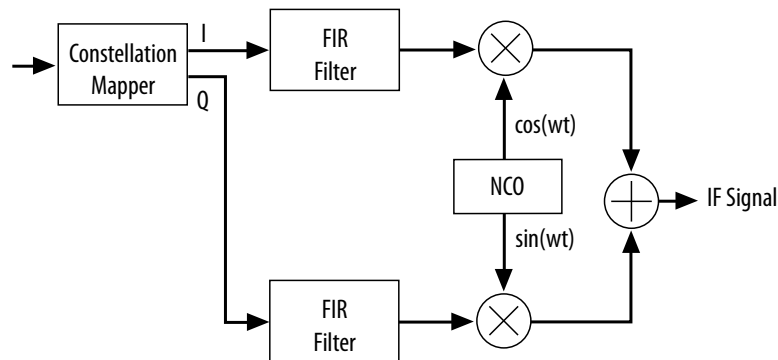 Constellation
Mapper
I
Q
FIR
Filter
cos(wt)
NCO
sin(wt)
IF Signal
FIR
Filter